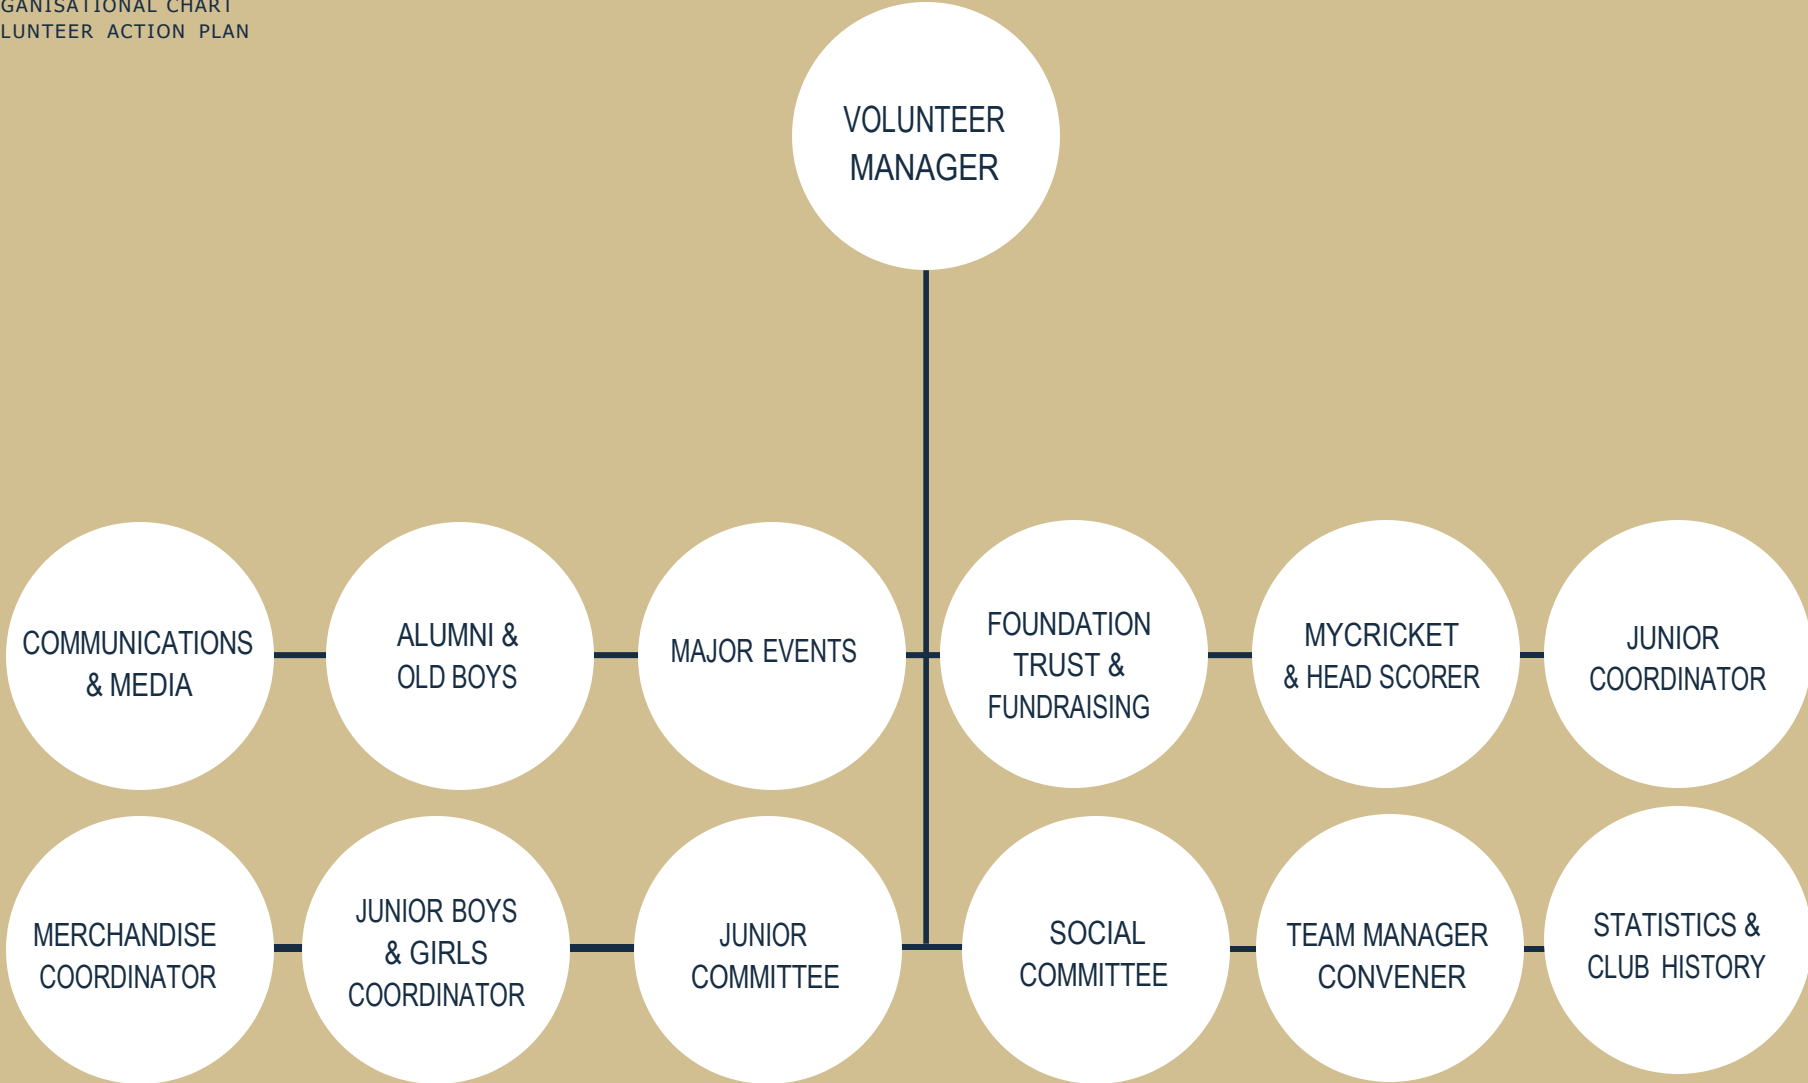 GANISATIONAL CHART
LUNTEER ACTION PLAN
VOLUNTEER
MANAGER
COMMUNICATIONS
& MEDIA
ALUMNI &
OLD BOYS
MAJOR EVENTS
FOUNDATION
TRUST &
FUNDRAISING
MYCRICKET
& HEAD SCORER
JUNIOR
COORDINATOR
MERCHANDISE
COORDINATOR
JUNIOR BOYS
& GIRLS
COORDINATOR
JUNIOR
COMMITTEE
SOCIAL
COMMITTEE
TEAM MANAGER
CONVENER
STATISTICS &
CLUB HISTORY